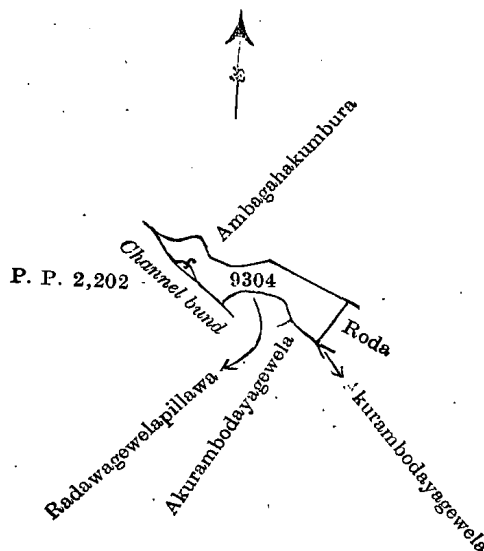 Ambagahakumbura
P. P. 2,202
Channel bund
9304
Roda
Radawagewelapillawa
Akurambodayagewela
Akurambodayagewela